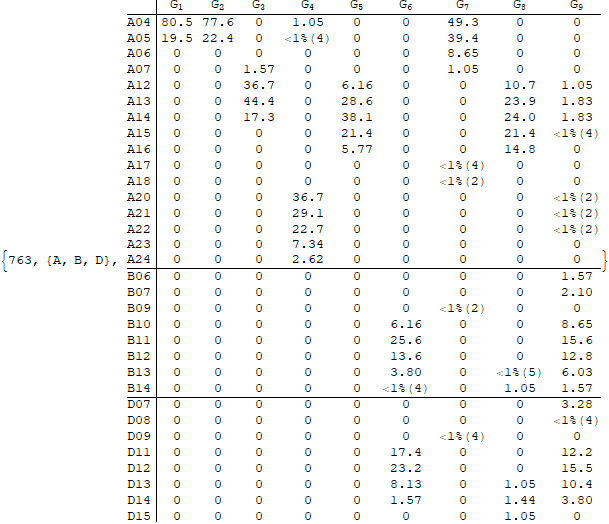 G₁ G₂ G₃ G₄ G₅ G₆ G₇ G₈ G₉
A04 80.5 77.6 0 1.05 0 0 49.3 0 0
A05 19.5 22.4 0 <1%(4) 0 0 39.4 0 0
A06 0 0 0 0 0 0 8.65 0 0
A07 0 0 1.57 0 0 0 1.05 0 0
A12 0 0 36.7 0 6.16 0 0 10.7 1.05
A13 0 0 44.4 0 28.6 0 0 23.9 1.83
A14 0 0 17.3 0 38.1 0 0 24.0 1.83
A15 0 0 0 0 21.4 0 0 21.4 <1%(4)
A16 0 0 0 0 5.77 0 0 14.8 0
A17 0 0 0 0 0 0 <1%(4) 0 0
A18 0 0 0 0 0 0 <1%(2) 0 0
A20 0 0 0 36.7 0 0 0 0 <1%(2)
A21 0 0 0 29.1 0 0 0 0 <1%(2)
A22 0 0 0 22.7 0 0 0 0 <1%(2)
A23 0 0 0 7.34 0 0 0 0 0
{763, {A, B, D}, A24 0 0 0 2.62 0 0 0 0 0 }
B06 0 0 0 0 0 0 0 0 1.57
B07 0 0 0 0 0 0 0 0 2.10
B09 0 0 0 0 0 0 <1%(2) 0 0
B10 0 0 0 0 0 6.16 0 0 8.65
B11 0 0 0 0 0 25.6 0 0 15.6
B12 0 0 0 0 0 13.6 0 0 12.8
B13 0 0 0 0 0 3.80 0 <1%(5) 6.03
B14 0 0 0 0 0 <1%(4) 0 1.05 1.57
D07 0 0 0 0 0 0 0 0 3.28
D08 0 0 0 0 0 0 0 0 <1%(4)
D09 0 0 0 0 0 0 <1%(4) 0 0
D11 0 0 0 0 0 17.4 0 0 12.2
D12 0 0 0 0 0 23.2 0 0 15.5
D13 0 0 0 0 0 8.13 0 1.05 10.4
D14 0 0 0 0 0 1.57 0 1.44 3.80
D15 0 0 0 0 0 0 0 1.05 0